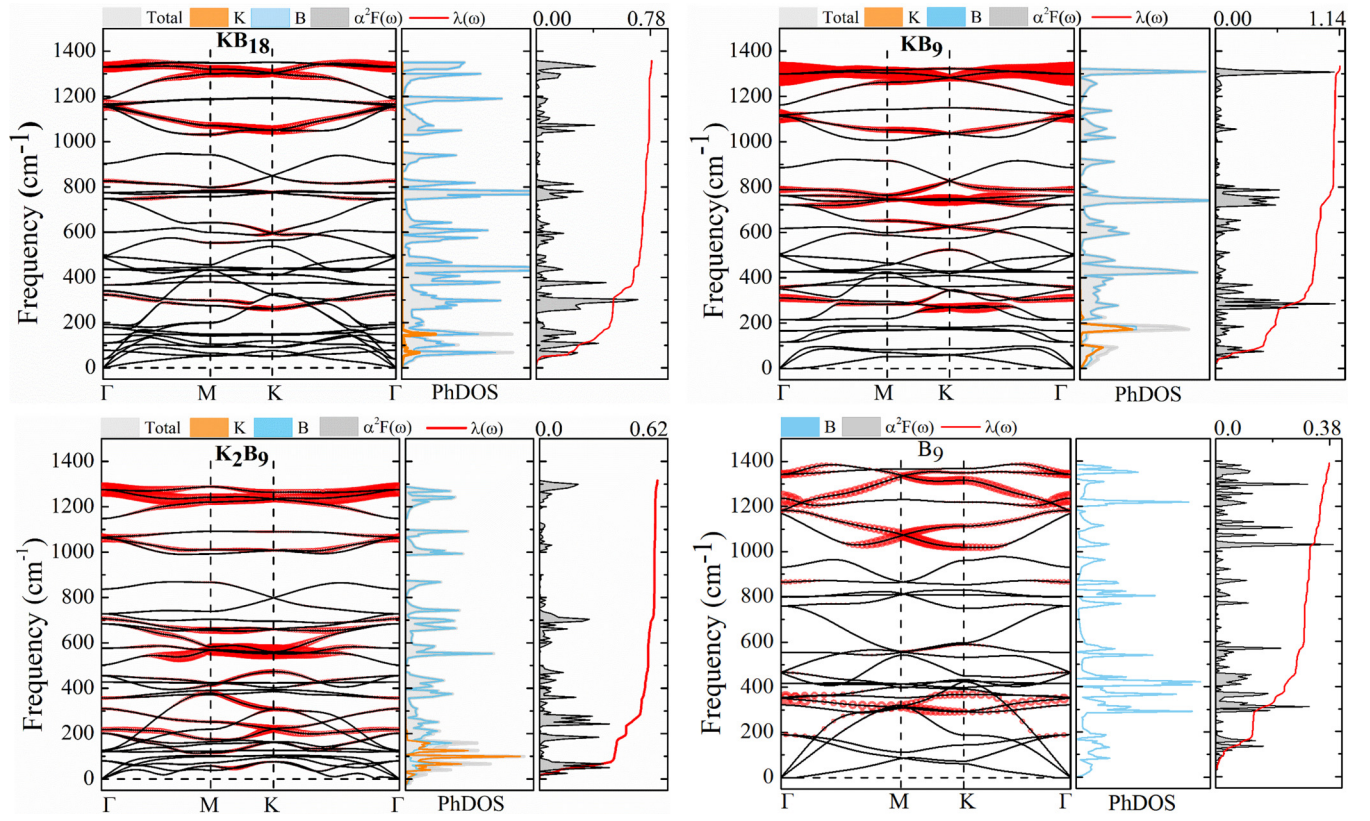 Total K B α²F(ω) λ(ω) 0.00 0.78
KB₁₈
1400
1200
1000
800
600
400
200
0
Frequency (cm⁻¹)
Γ M K Γ PhDOS
Total K B α²F(ω) λ(ω) 0.00 1.14
KB₉
1400
1200
1000
800
600
400
200
0
Frequency(cm⁻¹)
Γ M K Γ PhDOS
Total K B α²F(ω) λ(ω) 0.00 0.62
K₂B₉
1400
1200
1000
800
600
400
200
0
Frequency (cm⁻¹)
Γ M K Γ PhDOS
B α²F(ω) λ(ω) 0.0 0.38
B₉
1400
1200
1000
800
600
400
200
0
Frequency (cm⁻¹)
Γ M K Γ PhDOS